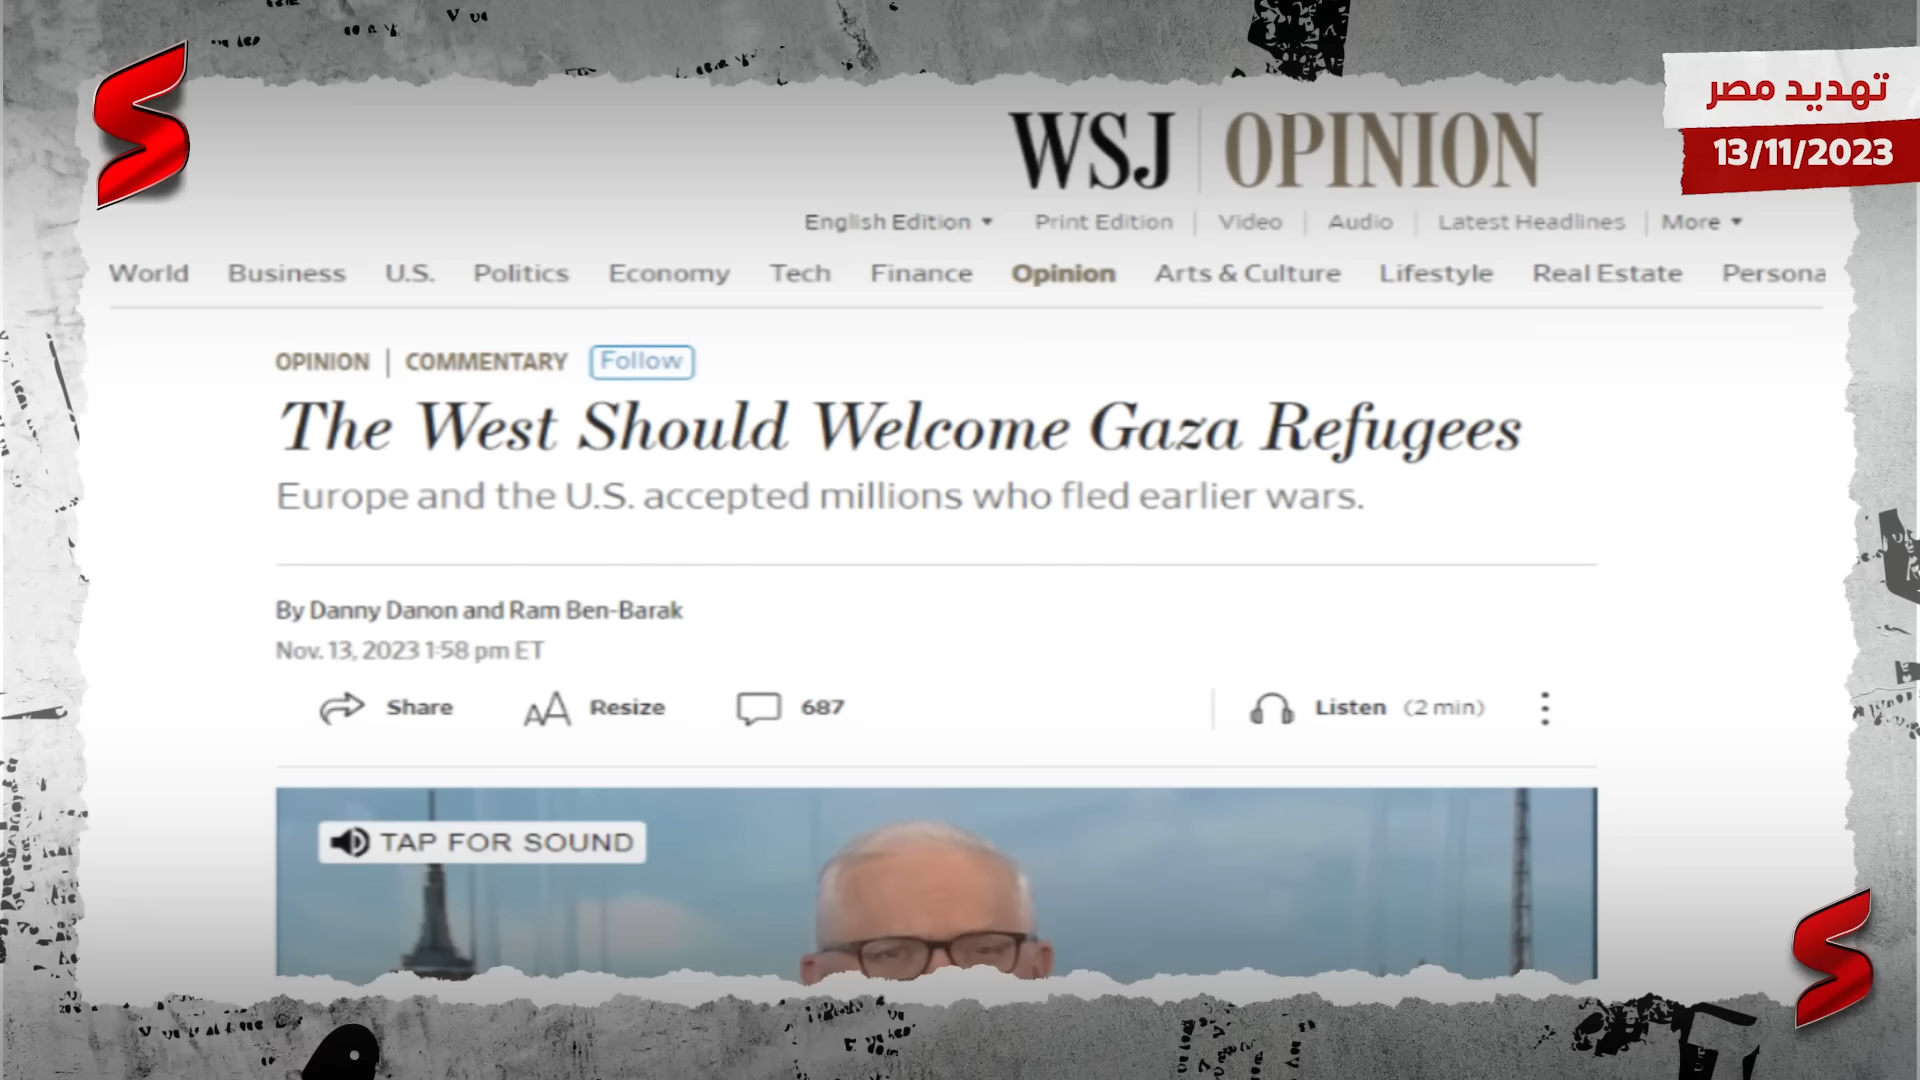 تهديد مصر
13/11/2023
WSJ OPINION
English Edition Print Edition Video Audio Latest Headlines More
World Business U.S. Politics Economy Tech Finance Opinion Arts & Culture Lifestyle Real Estate Persona
OPINION COMMENTARY Follow
The West Should Welcome Gaza Refugees
Europe and the U.S. accepted millions who fled earlier wars.
By Danny Danon and Ram Ben-Barak
Nov. 13, 2023 1:58 pm ET
Share Resize 687 Listen (2 min)
TAP FOR SOUND